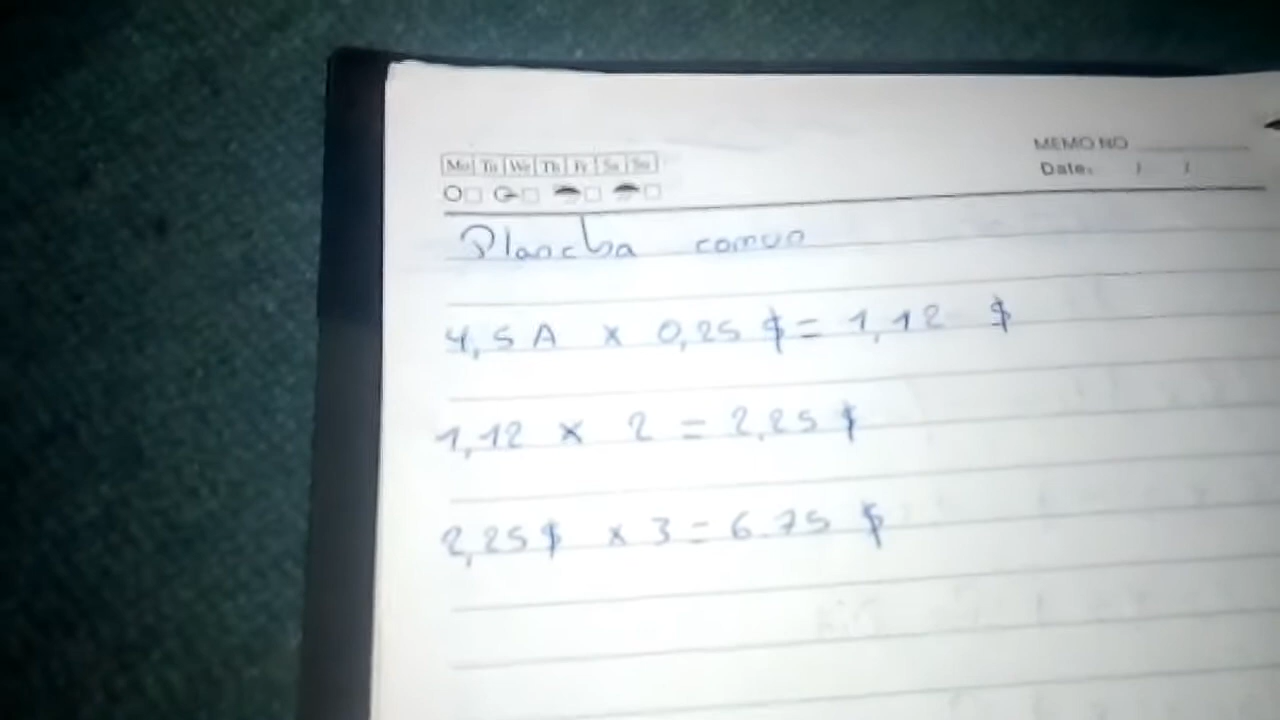 MEMO NO
Mo Tu We Th Fr Sa Su
Date: / /
Plancha comun
4,5 A x 0,25 $ = 1,12 $
1,12 x 2 = 2,25 $
2,25 $ x 3 = 6.75 $